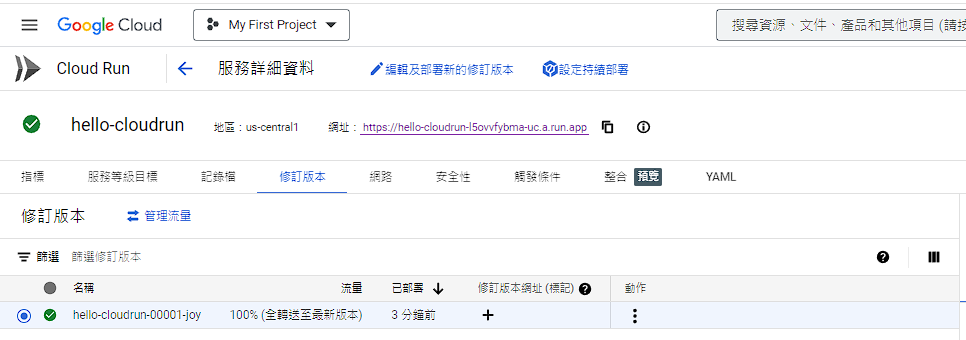 Google Cloud My First Project 搜尋資源、文件、產品和其他項目 (請按
Cloud Run 服務詳細資料 編輯及部署新的修訂版本 設定持續部署
hello-cloudrun 地區：us-central1 網址： https://hello-cloudrun-l5ovvfybma-uc.a.run.app
指標 服務等級目標 記錄檔 修訂版本 網路 安全性 觸發條件 整合 預覽 YAML
修訂版本 管理流量
篩選 篩選修訂版本
名稱 流量 已部署 修訂版本網址 (標記) 動作
hello-cloudrun-00001-joy 100% (全轉送至最新版本) 3 分鐘前